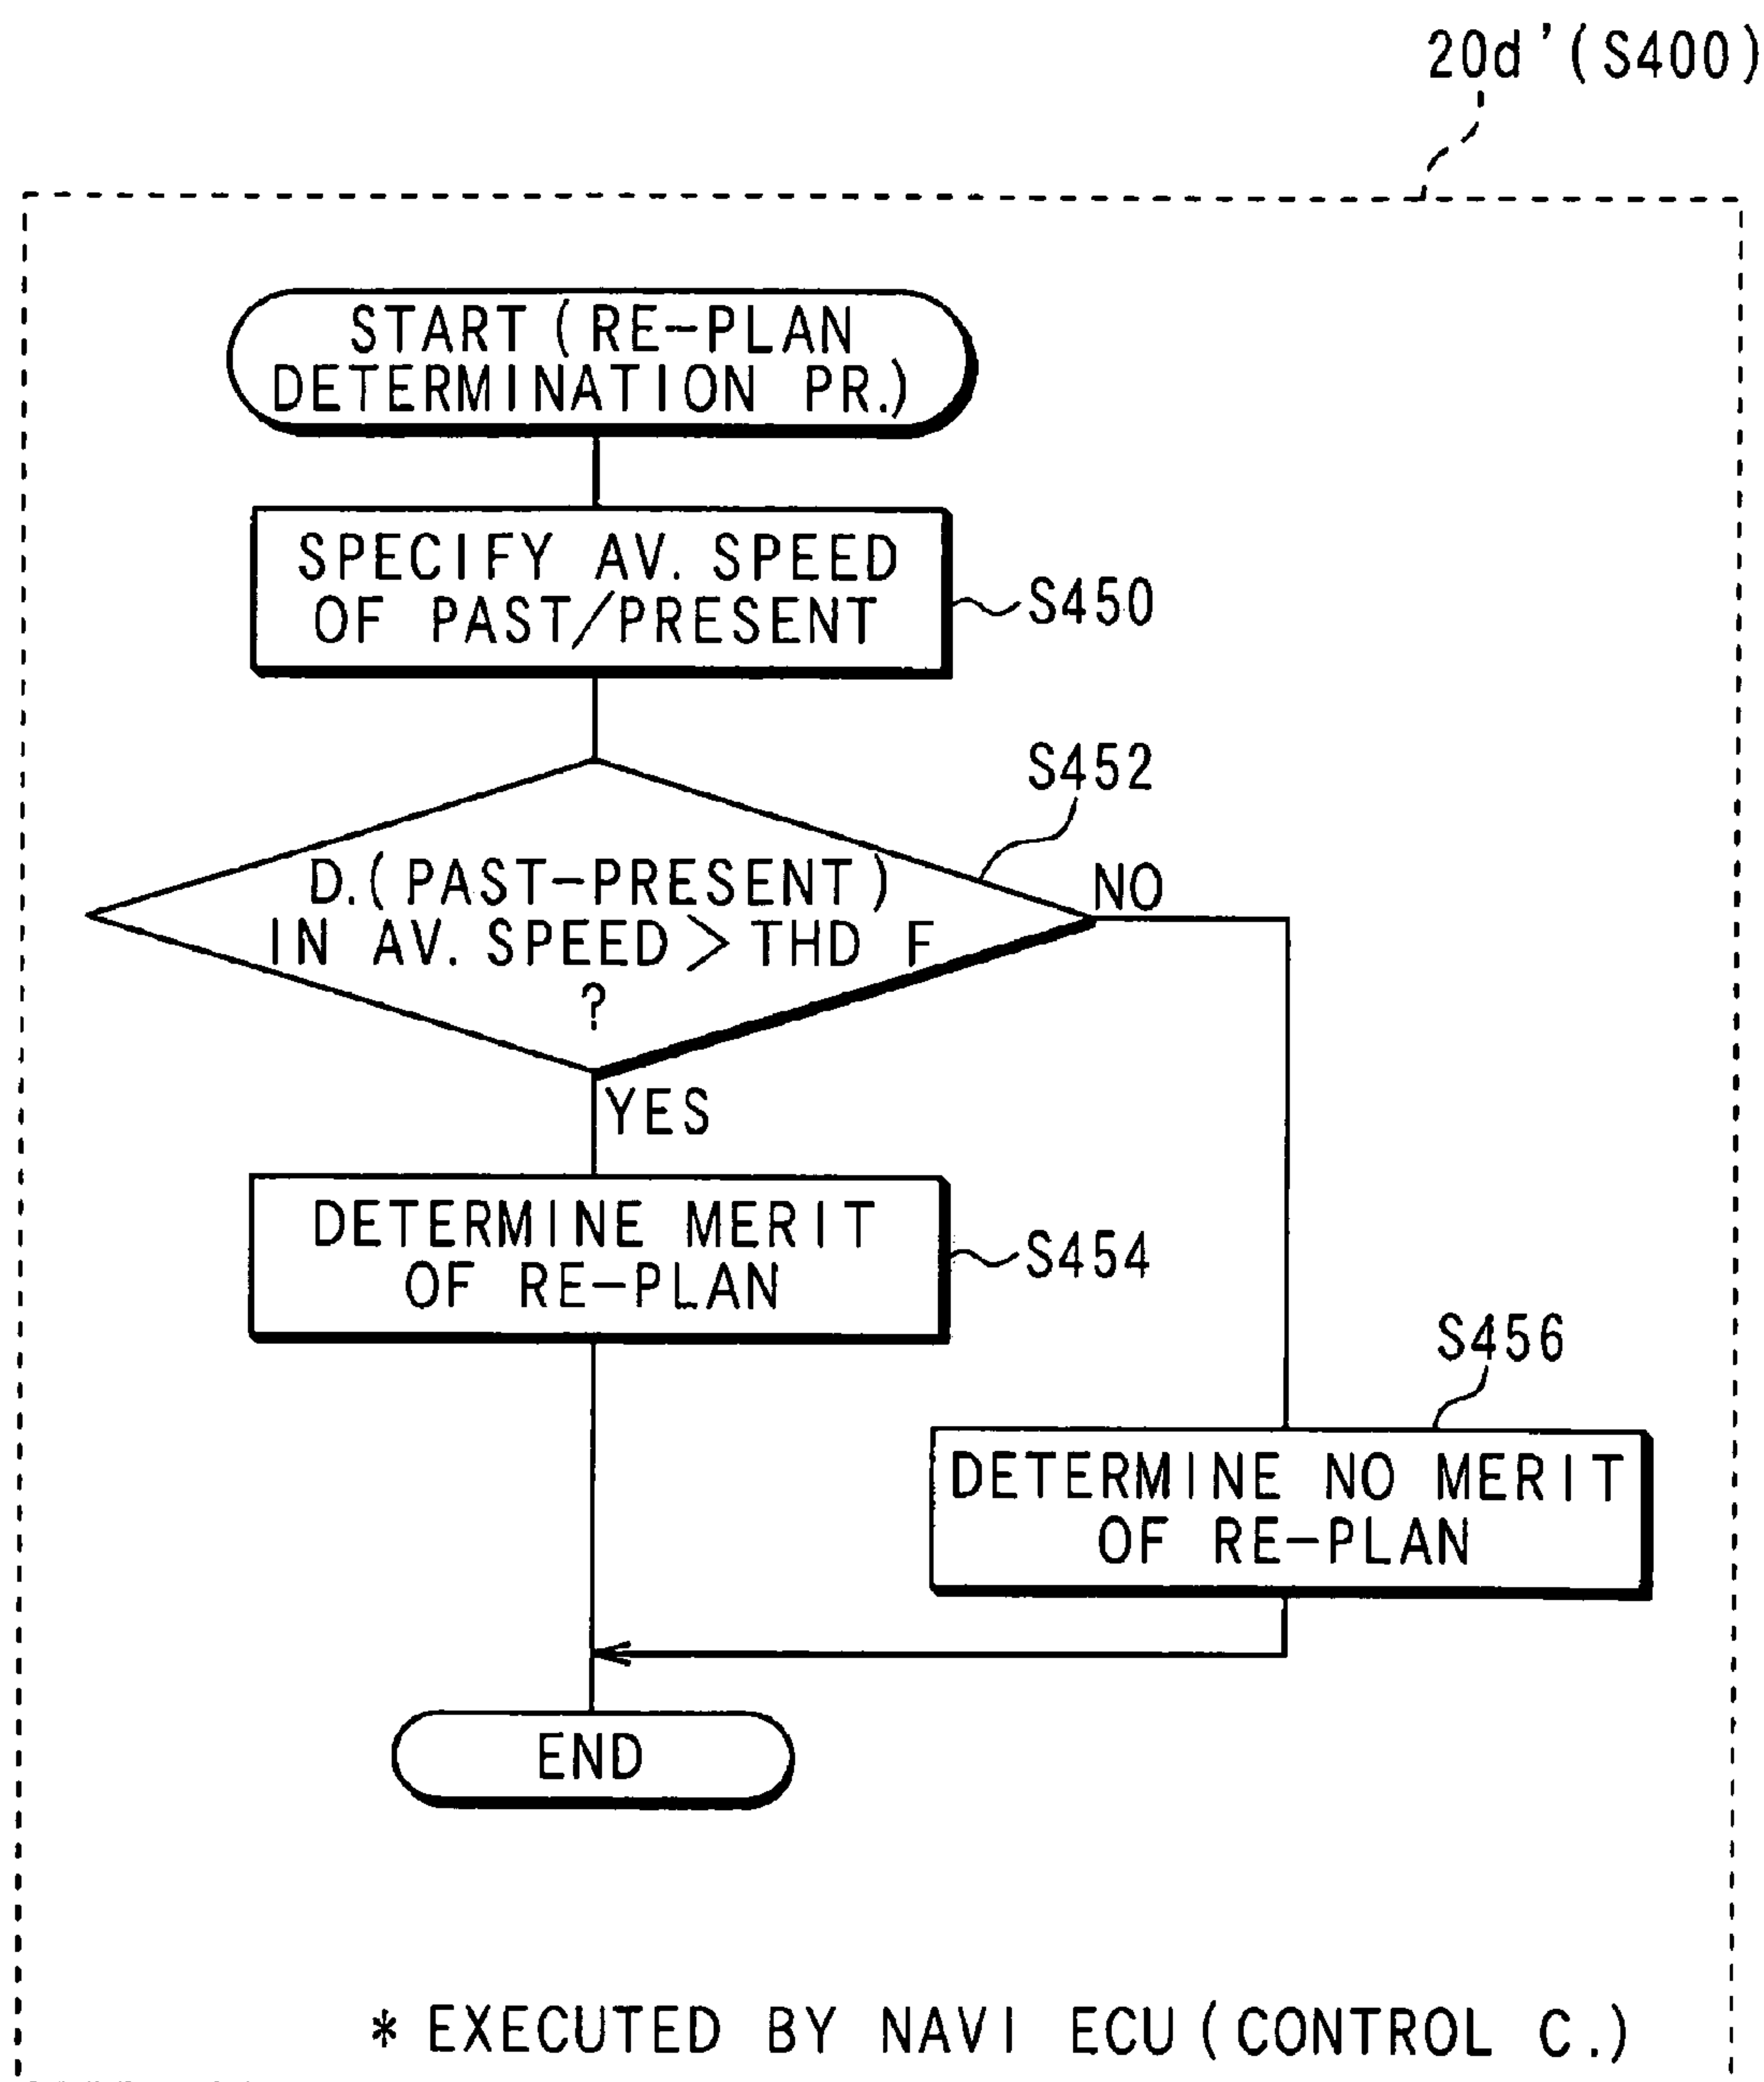 20d'(S400)
START(RE-PLAN
DETERMINATION PR.)
SPECIFY AV. SPEED
OF PAST/PRESENT
S450
S452
D.(PAST-PRESENT)
IN AV. SPEED>THD F
?
NO
YES
DETERMINE MERIT
OF RE-PLAN
S454
S456
DETERMINE NO MERIT
OF RE-PLAN
END
* EXECUTED BY NAVI ECU(CONTROL C.)